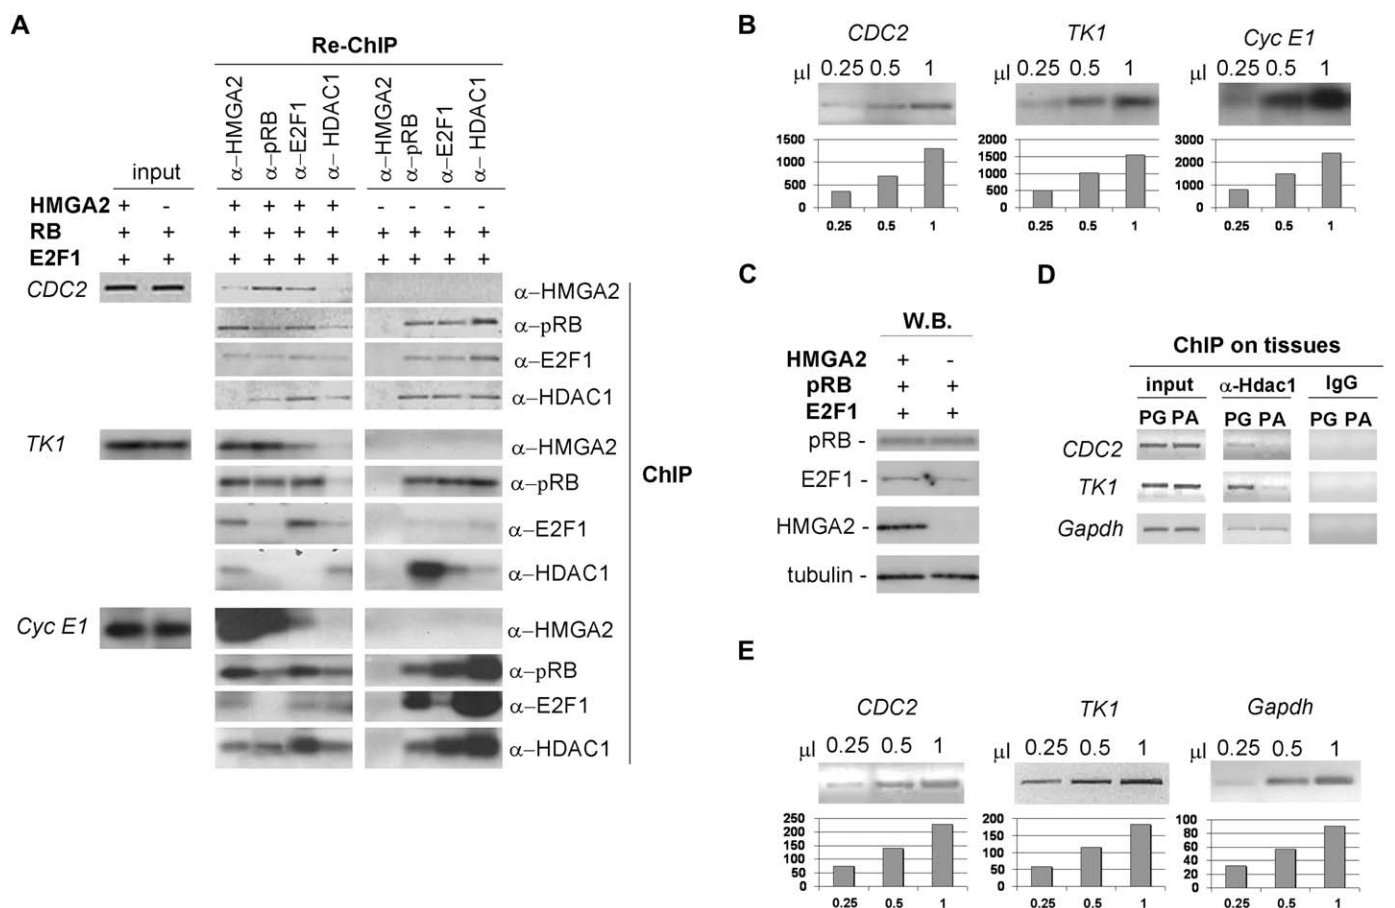 A
Re-ChIP
α–HMGA2 α–pRB α–E2F1 α– HDAC1 α–HMGA2 α–pRB α–E2F1 α– HDAC1
input
HMGA2 + - + + + + - - - -
RB + + + + + + + + + +
E2F1 + + + + + + + + + +
CDC2 α–HMGA2
α–pRB
α–E2F1
α–HDAC1
TK1 α–HMGA2
α–pRB
α–E2F1
α–HDAC1
Cyc E1 α–HMGA2
α–pRB
α–E2F1
α–HDAC1
ChIP
B
CDC2 TK1 Cyc E1
μl 0.25 0.5 1 μl 0.25 0.5 1 μl 0.25 0.5 1
1500 2000 3000
1000 1500 2000
500 1000 1000
0 500 0
0
0.25 0.5 1 0.25 0.5 1 0.25 0.5 1
C
W.B.
HMGA2 + -
pRB + +
E2F1 + +
pRB -
E2F1 -
HMGA2 -
tubulin -
D
ChIP on tissues
input α-Hdac1 IgG
PG PA PG PA PG PA
CDC2
TK1
Gapdh
E
CDC2 TK1 Gapdh
μl 0.25 0.5 1 μl 0.25 0.5 1 μl 0.25 0.5 1
250 200 100
200 150 80
150 100 60
100 50 40
50 0 20
0 0
0.25 0.5 1 0.25 0.5 1 0.25 0.5 1